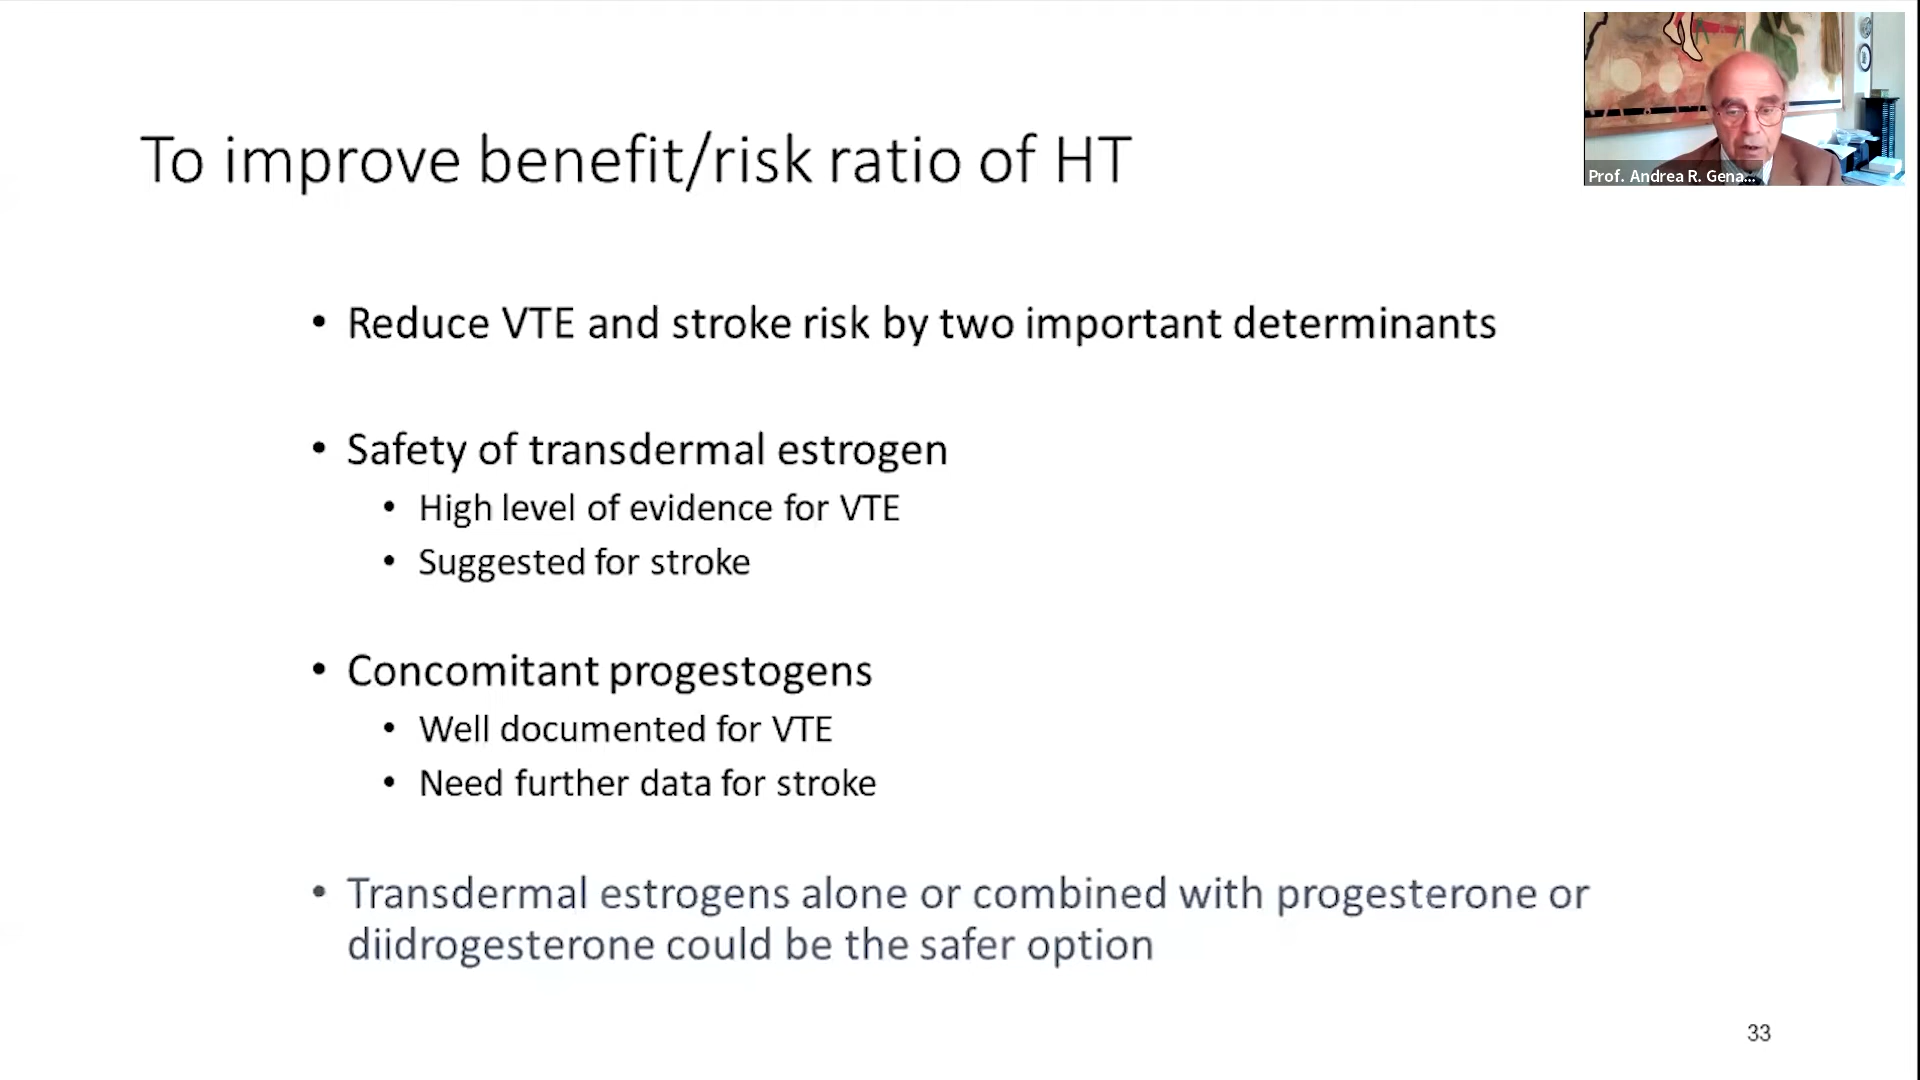 To improve benefit/risk ratio of HT
Prof. Andrea R. Gena...
• Reduce VTE and stroke risk by two important determinants
• Safety of transdermal estrogen
• High level of evidence for VTE
• Suggested for stroke
• Concomitant progestogens
• Well documented for VTE
• Need further data for stroke
• Transdermal estrogens alone or combined with progesterone or
diidrogesterone could be the safer option
33